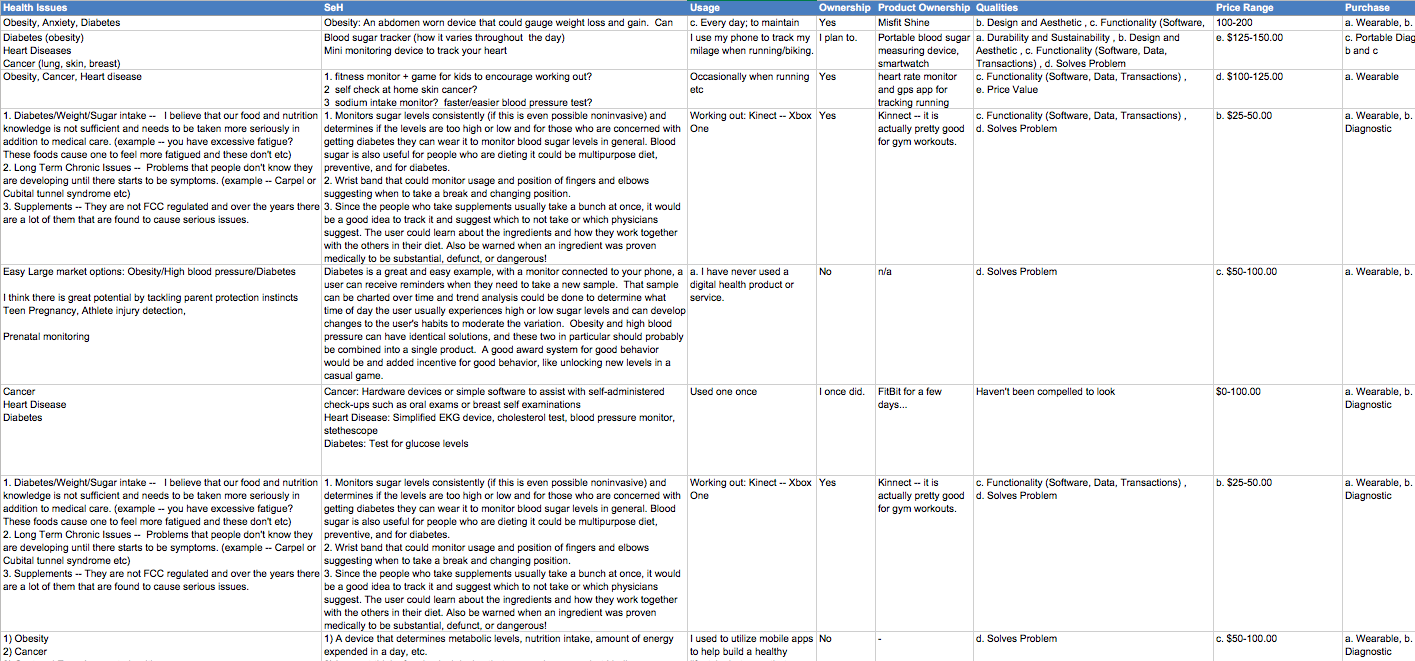 Health Issues SeH Usage Ownership Product Ownership Qualities Price Range Purchase
Obesity, Anxiety, Diabetes
Obesity: An abdomen worn device that could gauge weight loss and gain. Can
c. Every day; to maintain
Yes
Misfit Shine
b. Design and Aesthetic , c. Functionality (Software,
100-200
a. Wearable, b.
Diabetes (obesity)
Heart Diseases
Cancer (lung, skin, breast)
Blood sugar tracker (how it varies throughout the day)
Mini monitoring device to track your heart
I use my phone to track my
milage when running/biking.
I plan to.
Portable blood sugar
measuring device,
smartwatch
a. Durability and Sustainability , b. Design and
Aesthetic , c. Functionality (Software, Data,
Transactions) , d. Solves Problem
e. $125-150.00
c. Portable Diag
b and c
Obesity, Cancer, Heart disease
1. fitness monitor + game for kids to encourage working out?
2 self check at home skin cancer?
3 sodium intake monitor? faster/easier blood pressure test?
Occasionally when running
etc
Yes
heart rate monitor
and gps app for
tracking running
c. Functionality (Software, Data, Transactions) ,
e. Price Value
d. $100-125.00
a. Wearable
1. Diabetes/Weight/Sugar intake -- I believe that our food and nutrition
knowledge is not sufficient and needs to be taken more seriously in
addition to medical care. (example -- you have excessive fatigue?
These foods cause one to feel more fatigued and these don't etc)
2. Long Term Chronic Issues -- Problems that people don't know they
are developing until there starts to be symptoms. (example -- Carpel or
Cubital tunnel syndrome etc)
3. Supplements -- They are not FCC regulated and over the years there
are a lot of them that are found to cause serious issues.
1. Monitors sugar levels consistently (if this is even possible noninvasive) and
determines if the levels are too high or low and for those who are concerned with
getting diabetes they can wear it to monitor blood sugar levels in general. Blood
sugar is also useful for people who are dieting it could be multipurpose diet,
preventive, and for diabetes.
2. Wrist band that could monitor usage and position of fingers and elbows
suggesting when to take a break and changing position.
3. Since the people who take supplements usually take a bunch at once, it would
be a good idea to track it and suggest which to not take or which physicians
suggest. The user could learn about the ingredients and how they work together
with the others in their diet. Also be warned when an ingredient was proven
medically to be substantial, defunct, or dangerous!
Working out: Kinect -- Xbox
One
Yes
Kinnect -- it is
actually pretty good
for gym workouts.
c. Functionality (Software, Data, Transactions) ,
d. Solves Problem
b. $25-50.00
a. Wearable, b.
Diagnostic
Easy Large market options: Obesity/High blood pressure/Diabetes
I think there is great potential by tackling parent protection instincts
Teen Pregnancy, Athlete injury detection,
Prenatal monitoring
Diabetes is a great and easy example, with a monitor connected to your phone, a
user can receive reminders when they need to take a new sample. That sample
can be charted over time and trend analysis could be done to determine what
time of day the user usually experiences high or low sugar levels and can develop
changes to the user's habits to moderate the variation. Obesity and high blood
pressure can have identical solutions, and these two in particular should probably
be combined into a single product. A good award system for good behavior
would be and added incentive for good behavior, like unlocking new levels in a
casual game.
a. I have never used a
digital health product or
service.
No
n/a
d. Solves Problem
c. $50-100.00
a. Wearable, b.
Cancer
Heart Disease
Diabetes
Cancer: Hardware devices or simple software to assist with self-administered
check-ups such as oral exams or breast self examinations
Heart Disease: Simplified EKG device, cholesterol test, blood pressure monitor,
stethescope
Diabetes: Test for glucose levels
Used one once
I once did.
FitBit for a few
days...
Haven't been compelled to look
$0-100.00
a. Wearable, b.
Diagnostic
1. Diabetes/Weight/Sugar intake -- I believe that our food and nutrition
knowledge is not sufficient and needs to be taken more seriously in
addition to medical care. (example -- you have excessive fatigue?
These foods cause one to feel more fatigued and these don't etc)
2. Long Term Chronic Issues -- Problems that people don't know they
are developing until there starts to be symptoms. (example -- Carpel or
Cubital tunnel syndrome etc)
3. Supplements -- They are not FCC regulated and over the years there
are a lot of them that are found to cause serious issues.
1. Monitors sugar levels consistently (if this is even possible noninvasive) and
determines if the levels are too high or low and for those who are concerned with
getting diabetes they can wear it to monitor blood sugar levels in general. Blood
sugar is also useful for people who are dieting it could be multipurpose diet,
preventive, and for diabetes.
2. Wrist band that could monitor usage and position of fingers and elbows
suggesting when to take a break and changing position.
3. Since the people who take supplements usually take a bunch at once, it would
be a good idea to track it and suggest which to not take or which physicians
suggest. The user could learn about the ingredients and how they work together
with the others in their diet. Also be warned when an ingredient was proven
medically to be substantial, defunct, or dangerous!
Working out: Kinect -- Xbox
One
Yes
Kinnect -- it is
actually pretty good
for gym workouts.
c. Functionality (Software, Data, Transactions) ,
d. Solves Problem
b. $25-50.00
a. Wearable, b.
Diagnostic
1) Obesity
2) Cancer
1) A device that determines metabolic levels, nutrition intake, amount of energy
expended in a day, etc.
I used to utilize mobile apps
to help build a healthy
No
-
d. Solves Problem
c. $50-100.00
a. Wearable, b.
Diagnostic